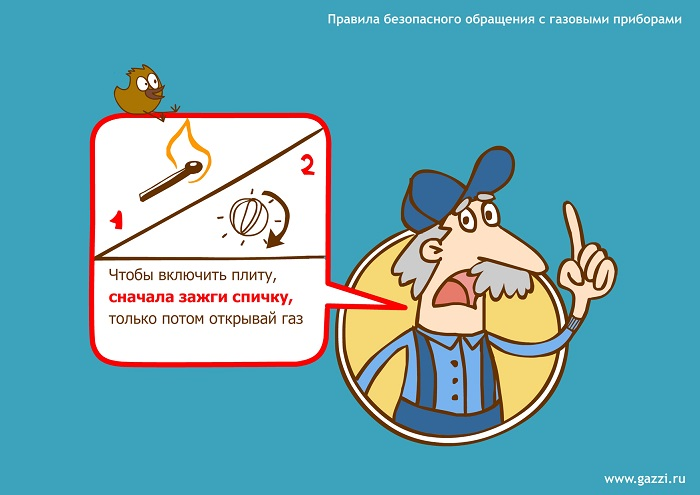 Правила безопасного обращения с газовыми приборами
1
2
Чтобы включить плиту,
сначала зажги спичку,
только потом открывай газ
www.gazzi.ru